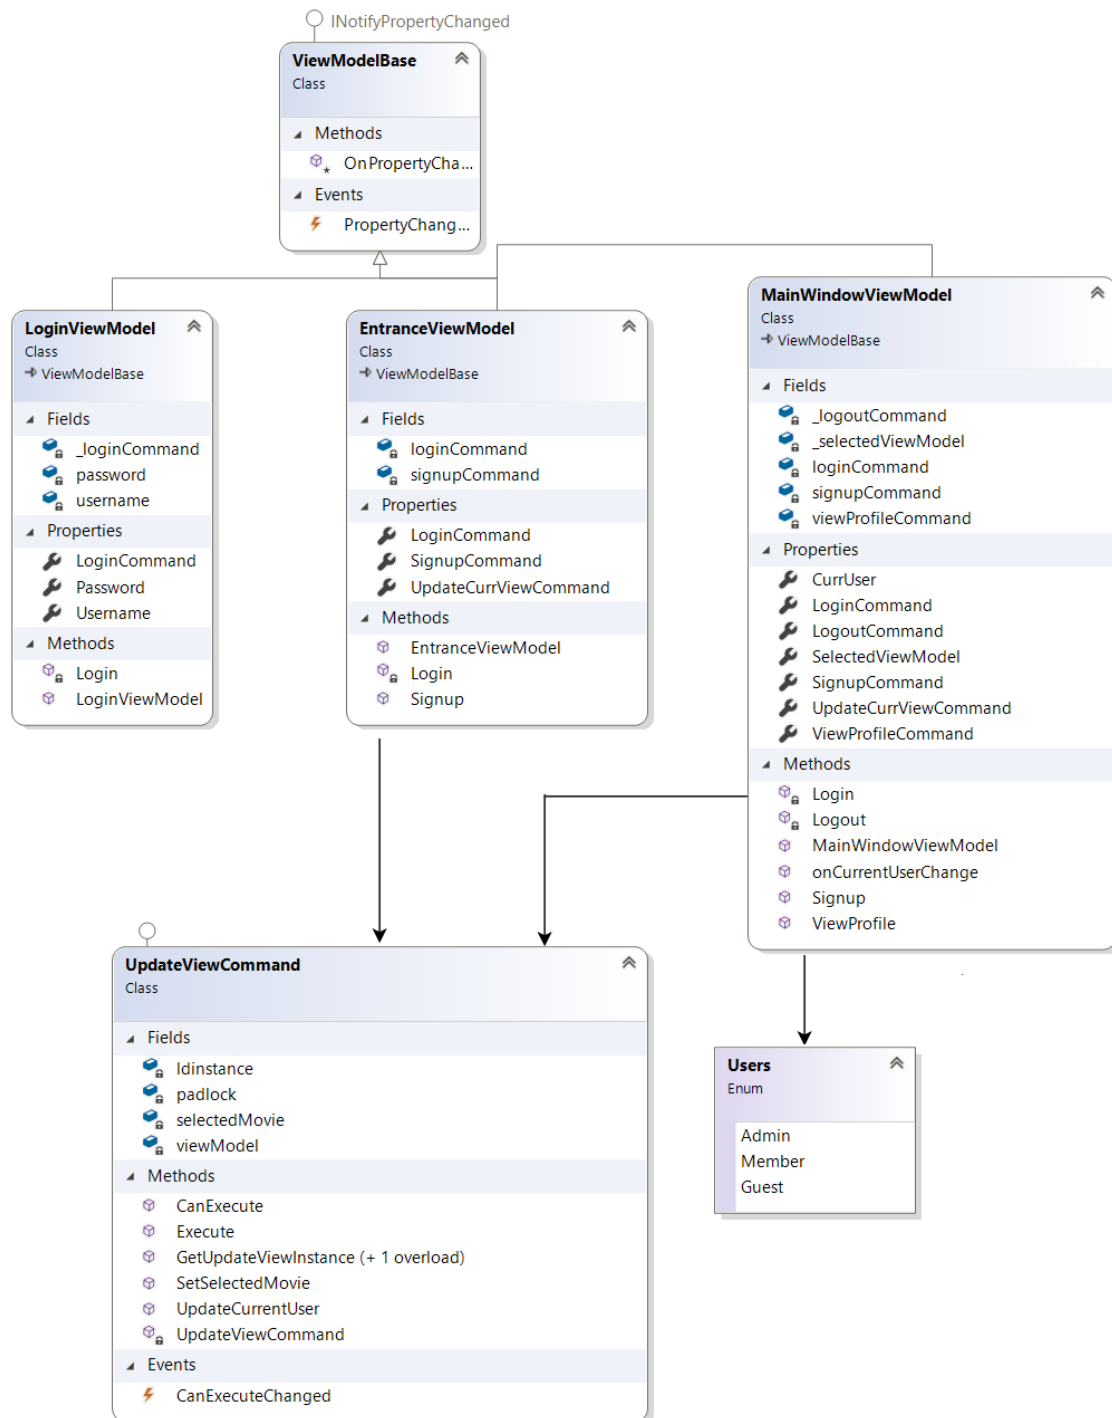 INotifyPropertyChanged
ViewModelBase
Class
Methods
OnPropertyCha...
Events
PropertyChang...
LoginViewModel
Class
ViewModelBase
Fields
_loginCommand
password
username
Properties
LoginCommand
Password
Username
Methods
Login
LoginViewModel
EntranceViewModel
Class
ViewModelBase
Fields
loginCommand
signupCommand
Properties
LoginCommand
SignupCommand
UpdateCurrViewCommand
Methods
EntranceViewModel
Login
Signup
MainWindowViewModel
Class
ViewModelBase
Fields
_logoutCommand
_selectedViewModel
loginCommand
signupCommand
viewProfileCommand
Properties
CurrUser
LoginCommand
LogoutCommand
SelectedViewModel
SignupCommand
UpdateCurrViewCommand
ViewProfileCommand
Methods
Login
Logout
MainWindowViewModel
onCurrentUserChange
Signup
ViewProfile
UpdateViewCommand
Class
Fields
Idinstance
padlock
selectedMovie
viewModel
Methods
CanExecute
Execute
GetUpdateViewInstance (+ 1 overload)
SetSelectedMovie
UpdateCurrentUser
UpdateViewCommand
Events
CanExecuteChanged
Users
Enum
Admin
Member
Guest